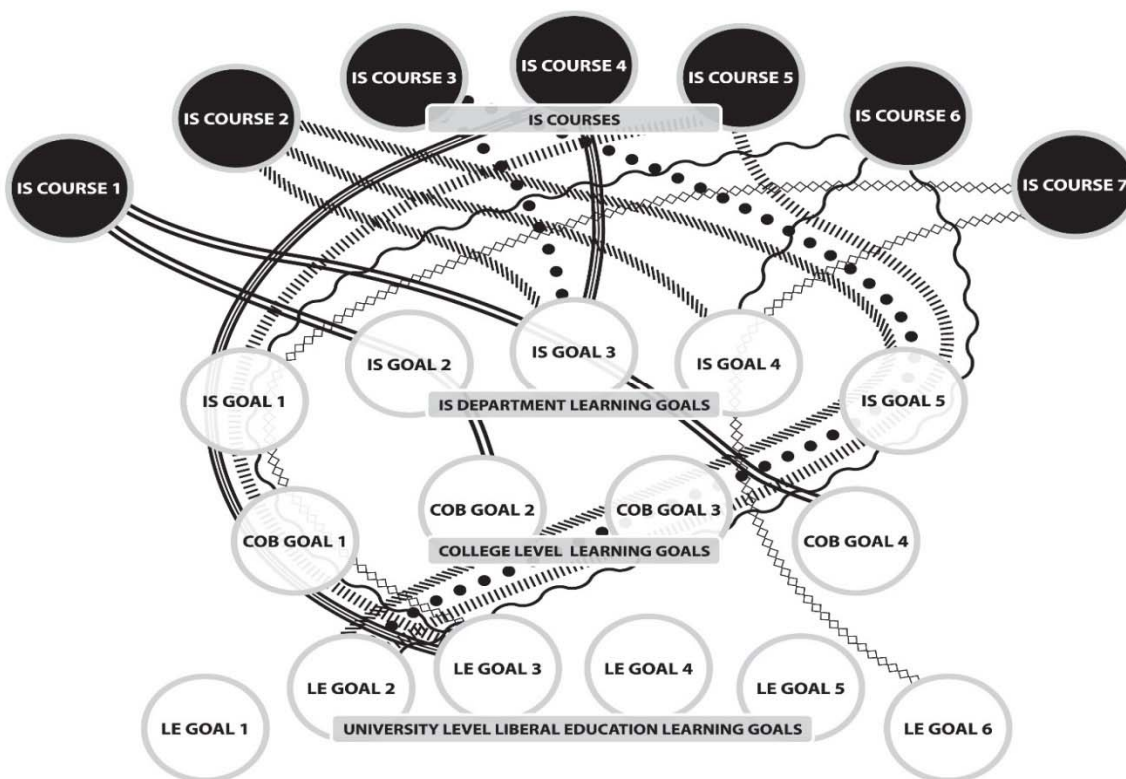 IS COURSE 1
IS COURSE 2
IS COURSE 3
IS COURSE 4
IS COURSE 5
IS COURSE 6
IS COURSE 7
IS COURSES
IS GOAL 1
IS GOAL 2
IS GOAL 3
IS GOAL 4
IS GOAL 5
IS DEPARTMENT LEARNING GOALS
COB GOAL 1
COB GOAL 2
COB GOAL 3
COB GOAL 4
COLLEGE LEVEL LEARNING GOALS
LE GOAL 1
LE GOAL 2
LE GOAL 3
LE GOAL 4
LE GOAL 5
LE GOAL 6
UNIVERSITY LEVEL LIBERAL EDUCATION LEARNING GOALS